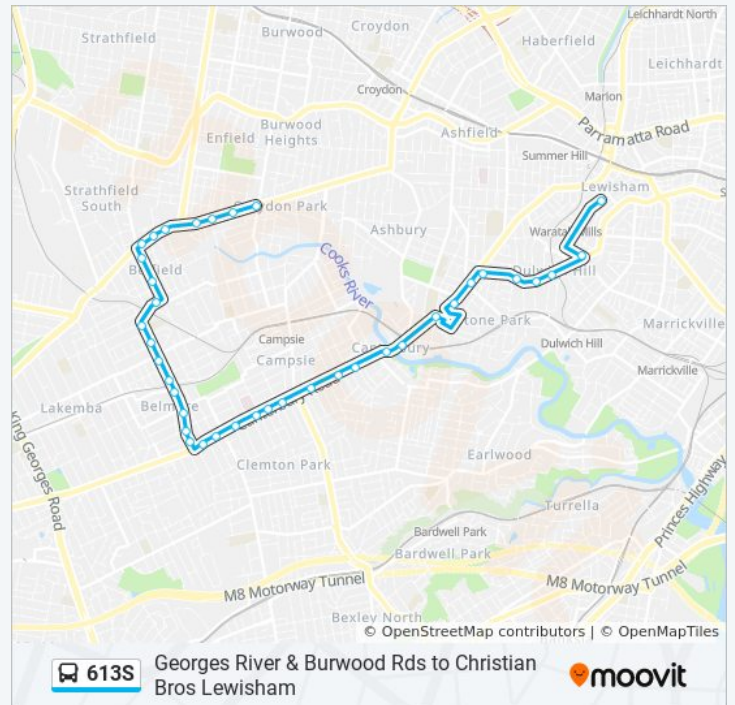 Leichhardt North
Strathfield
Burwood
Croydon
Haberfield
Leichhardt
Croydon
Marion
Burwood
Heights
Enfield
Ashfield
Parramatta Road
Summer Hill
Strathfield
South
Lewisham
Ashbury
Cooks River
Dulwich Hill
Marrickville
Campsie
Campsie
Dulwich Hill
Marrickville
Lakemba
King Georges Road
Clemton Park
Earlwood
Turrella
Princes Highway
Bardwell Park
Bardwell Park
M8 Motorway Tunnel
M8 Motorway Tunnel
Bexley North
© OpenStreetMap contributors | © OpenMapTiles
613S
Georges River & Burwood Rds to Christian
Bros Lewisham
moovit